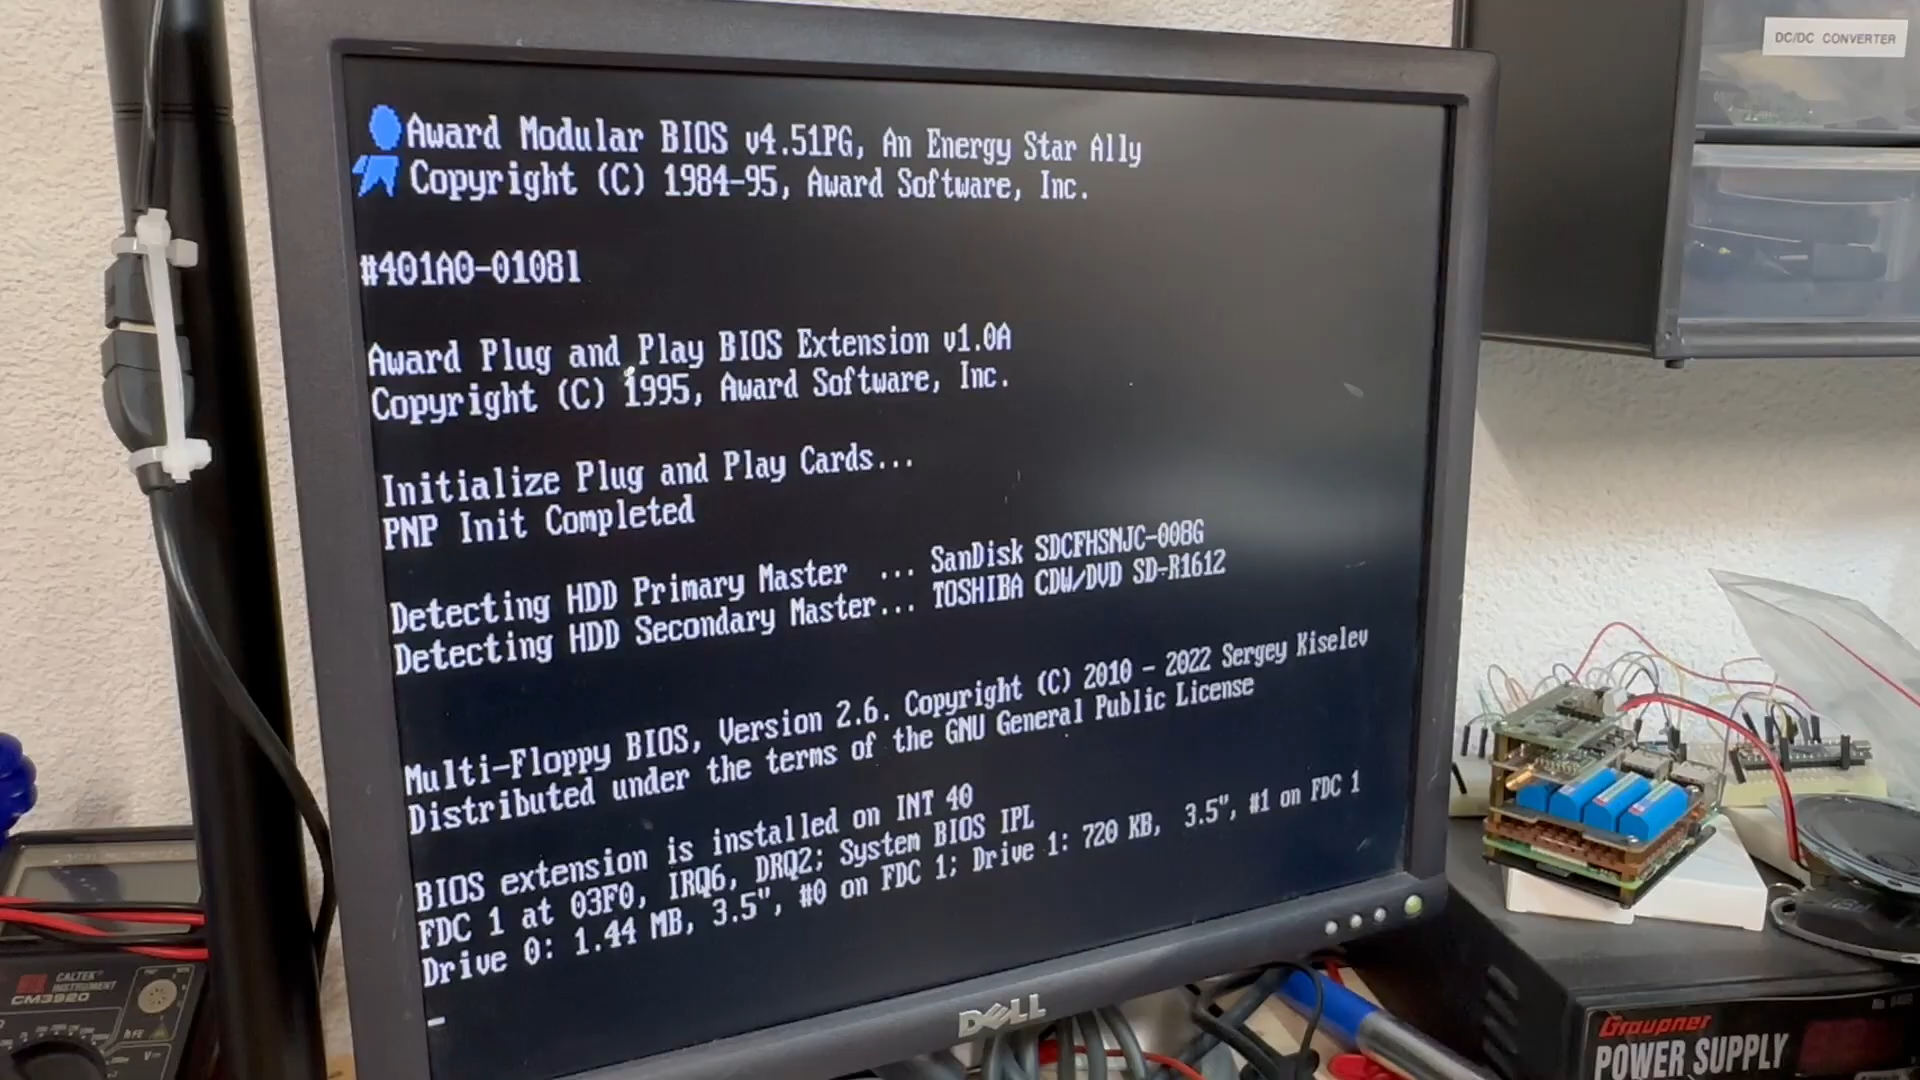 Award Modular BIOS v4.51PG, An Energy Star Ally
Copyright (C) 1984-95, Award Software, Inc.
#401A0-0108l
Award Plug and Play BIOS Extension v1.0A
Copyright (C) 1995, Award Software, Inc.
Initialize Plug and Play Cards...
PNP Init Completed
Detecting HDD Primary Master   ... SanDisk SDCFHSNJC-008G
Detecting HDD Secondary Master... TOSHIBA CDW/DVD SD-R1612
Multi-Floppy BIOS, Version 2.6. Copyright (C) 2010 - 2022 Sergey Kiselev
Distributed under the terms of the GNU General Public License
BIOS extension is installed on INT 40
FDC 1 at 03F0, IRQ6, DRQ2; System BIOS IPL
Drive 0: 1.44 MB, 3.5", #0 on FDC 1; Drive 1: 720 KB,  3.5", #1 on FDC 1
DELL
DC/DC CONVERTER
CALTEK
INSTRUMENT
CM3920
hFE
Graupner
POWER SUPPLY